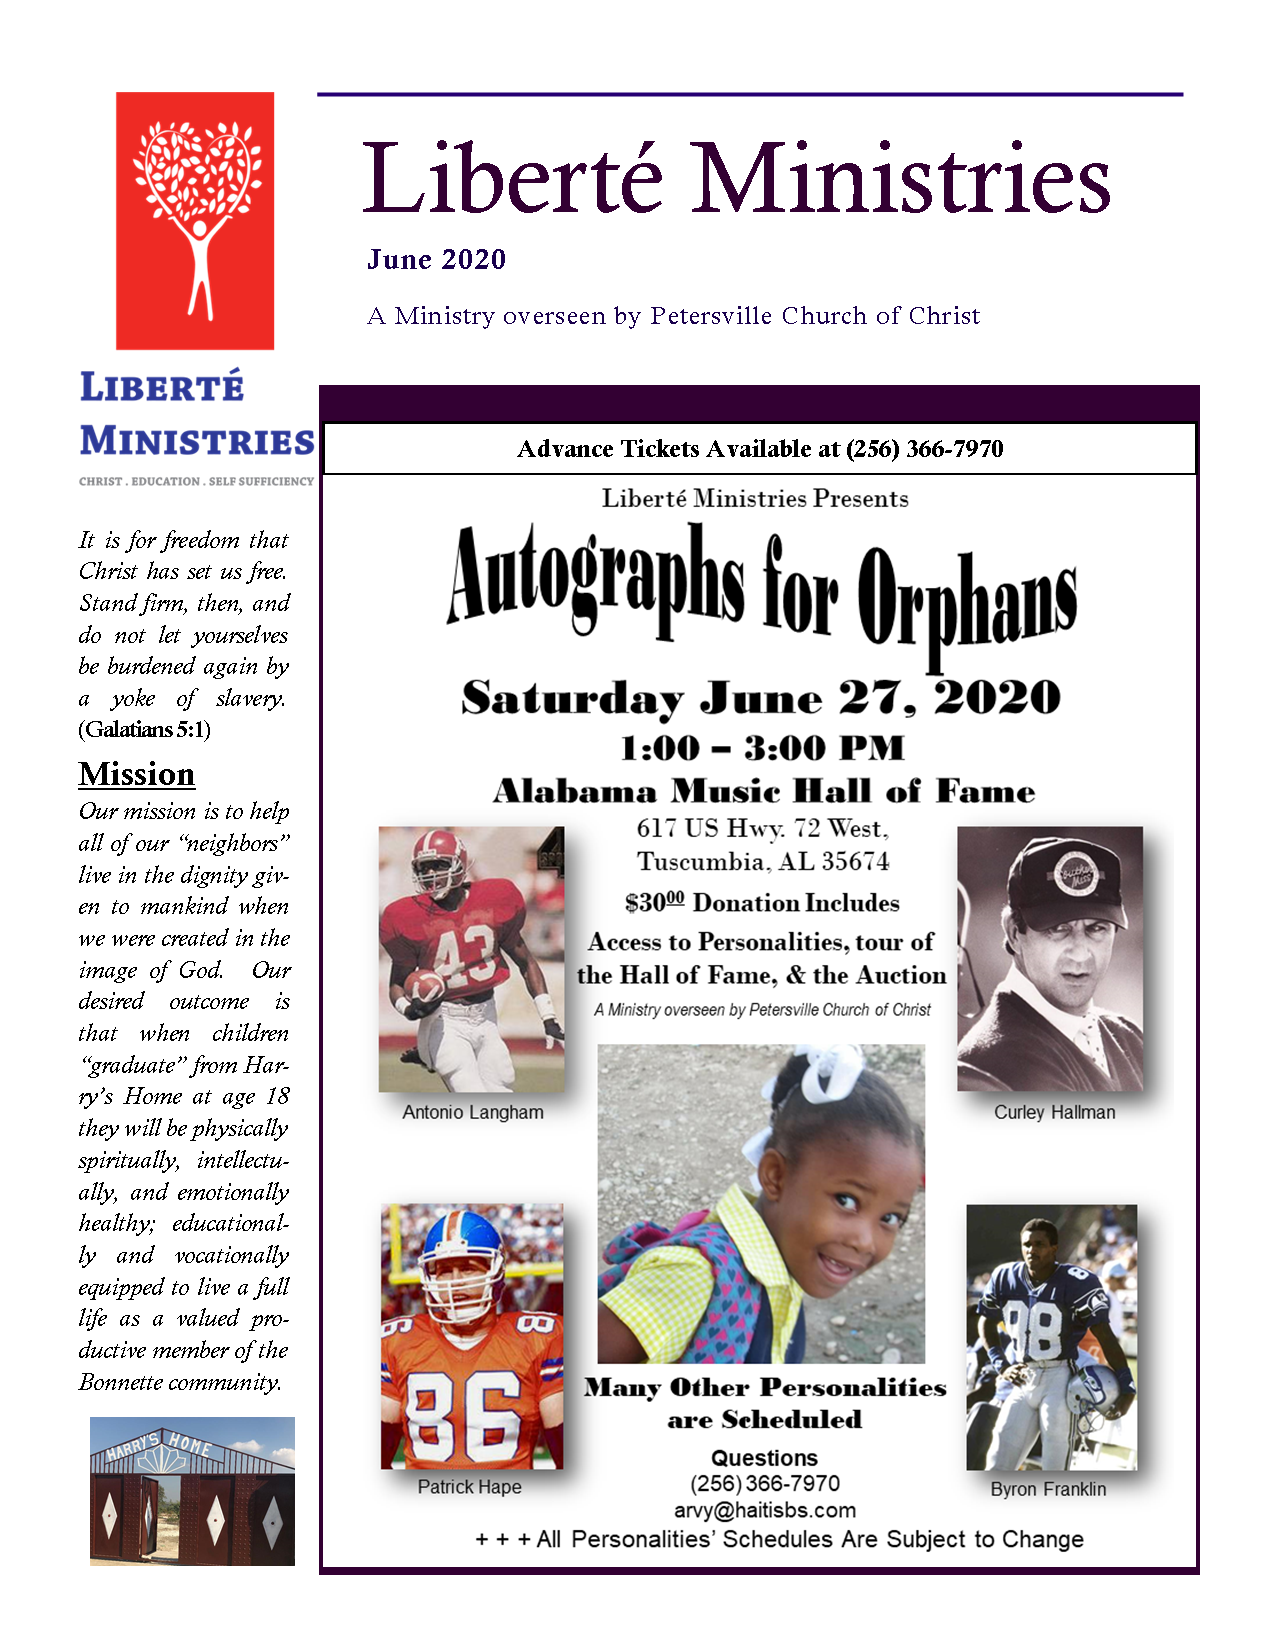 Liberté Ministries
June 2020
A Ministry overseen by Petersville Church of Christ
LIBERTÉ
MINISTRIES
CHRIST . EDUCATION . SELF SUFFICIENCY
It is for freedom that
Christ has set us free.
Stand firm, then, and
do not let yourselves
be burdened again by
a yoke of slavery.
(Galatians 5:1)
Mission
Our mission is to help
all of our “neighbors”
live in the dignity giv-
en to mankind when
we were created in the
image of God. Our
desired outcome is
that when children
“graduate” from Har-
ry’s Home at age 18
they will be physically
spiritually, intellectu-
ally, and emotionally
healthy; educational-
ly and vocationally
equipped to live a full
life as a valued pro-
ductive member of the
Bonnette community.
HARRY'S HOME
Advance Tickets Available at (256) 366-7970
Liberté Ministries Presents
Autographs for Orphans
Saturday June 27, 2020
1:00 – 3:00 PM
Alabama Music Hall of Fame
617 US Hwy. 72 West,
Tuscumbia, AL 35674
$30⁰⁰ Donation Includes
Access to Personalities, tour of
the Hall of Fame, & the Auction
A Ministry overseen by Petersville Church of Christ
43
Antonio Langham
Southern
Miss
Curley Hallman
86
86
Patrick Hape
98
98
Byron Franklin
Many Other Personalities
are Scheduled
Questions
(256) 366-7970
arvy@haitisbs.com
+ + + All Personalities’ Schedules Are Subject to Change